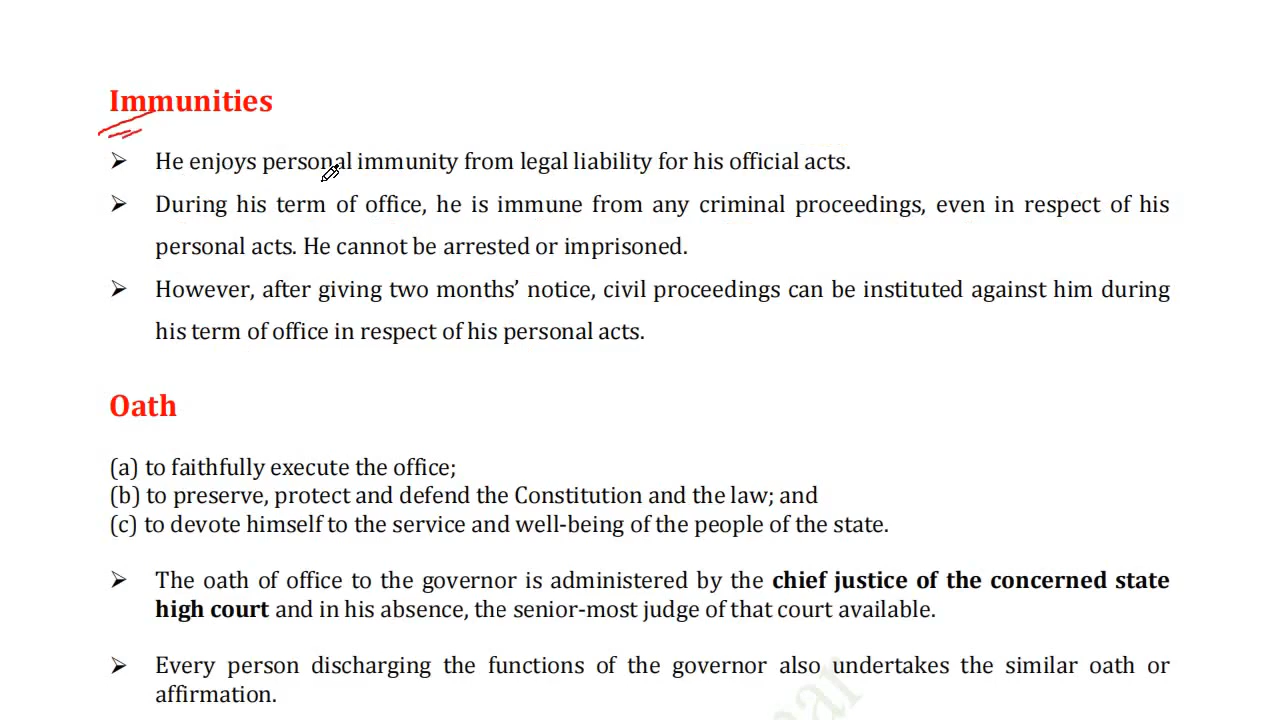 Immunities
➢ He enjoys personal immunity from legal liability for his official acts.
➢ During his term of office, he is immune from any criminal proceedings, even in respect of his
personal acts. He cannot be arrested or imprisoned.
➢ However, after giving two months’ notice, civil proceedings can be instituted against him during
his term of office in respect of his personal acts.
Oath
(a) to faithfully execute the office;
(b) to preserve, protect and defend the Constitution and the law; and
(c) to devote himself to the service and well-being of the people of the state.
➢ The oath of office to the governor is administered by the chief justice of the concerned state
high court and in his absence, the senior-most judge of that court available.
➢ Every person discharging the functions of the governor also undertakes the similar oath or
affirmation.